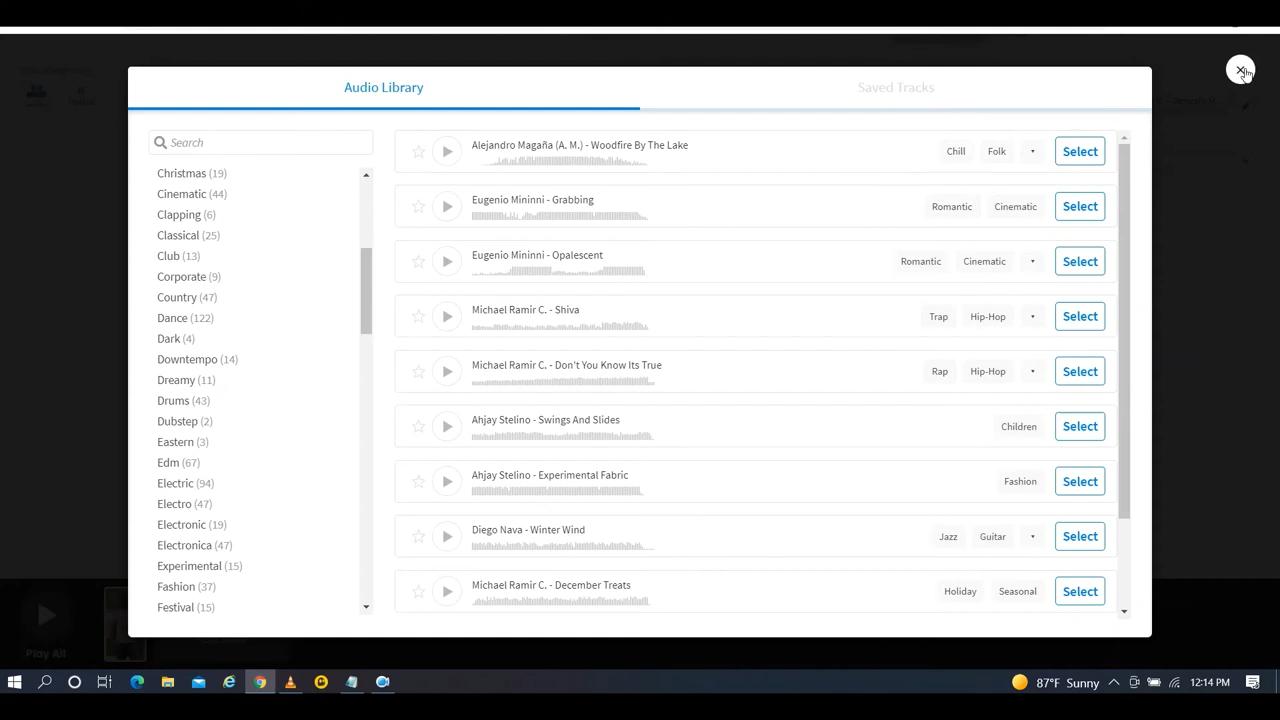 Audio Library
Saved Tracks
Search
Christmas (19)
Cinematic (44)
Clapping (6)
Classical (25)
Club (13)
Corporate (9)
Country (47)
Dance (122)
Dark (4)
Downtempo (14)
Dreamy (11)
Drums (43)
Dubstep (2)
Eastern (3)
Edm (67)
Electric (94)
Electro (47)
Electronic (19)
Electronica (47)
Experimental (15)
Fashion (37)
Festival (15)
Alejandro Magaña (A. M.) - Woodfire By The Lake
Chill
Folk
Select
Eugenio Mininni - Grabbing
Romantic
Cinematic
Select
Eugenio Mininni - Opalescent
Romantic
Cinematic
Select
Michael Ramir C. - Shiva
Trap
Hip-Hop
Select
Michael Ramir C. - Don't You Know Its True
Rap
Hip-Hop
Select
Ahjay Stelino - Swings And Slides
Children
Select
Ahjay Stelino - Experimental Fabric
Fashion
Select
Diego Nava - Winter Wind
Jazz
Guitar
Select
Michael Ramir C. - December Treats
Holiday
Seasonal
Select
Play All
87°F Sunny
12:14 PM